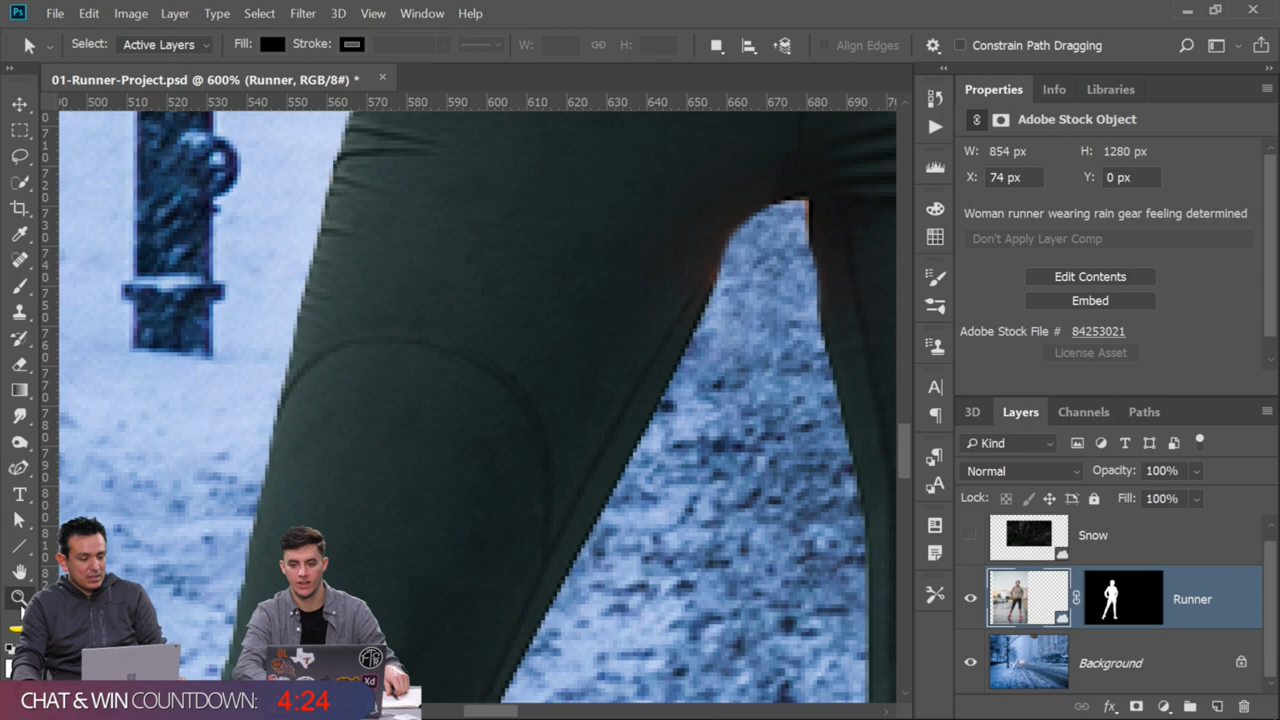 Ps File Edit Image Layer Type Select Filter 3D View Window Help
Select: Active Layers Fill: Stroke: W: H: Align Edges Constrain Path Dragging
01-Runner-Project.psd @ 600% (Runner, RGB/8#) * ×
500 510 520 530 540 550 560 570 580 590 600 610 620 630 640 650 660 670 680 690
Properties Info Libraries
Adobe Stock Object
W: 854 px H: 1280 px
X: 74 px Y: 0 px
Woman runner wearing rain gear feeling determined
Don't Apply Layer Comp
Edit Contents
Embed
Adobe Stock File # 84253021
License Asset
3D Layers Channels Paths
Kind
Normal Opacity: 100%
Lock: Fill: 100%
Snow
Runner
Background
fx
Xd
CHAT & WIN COUNTDOWN: 4:24